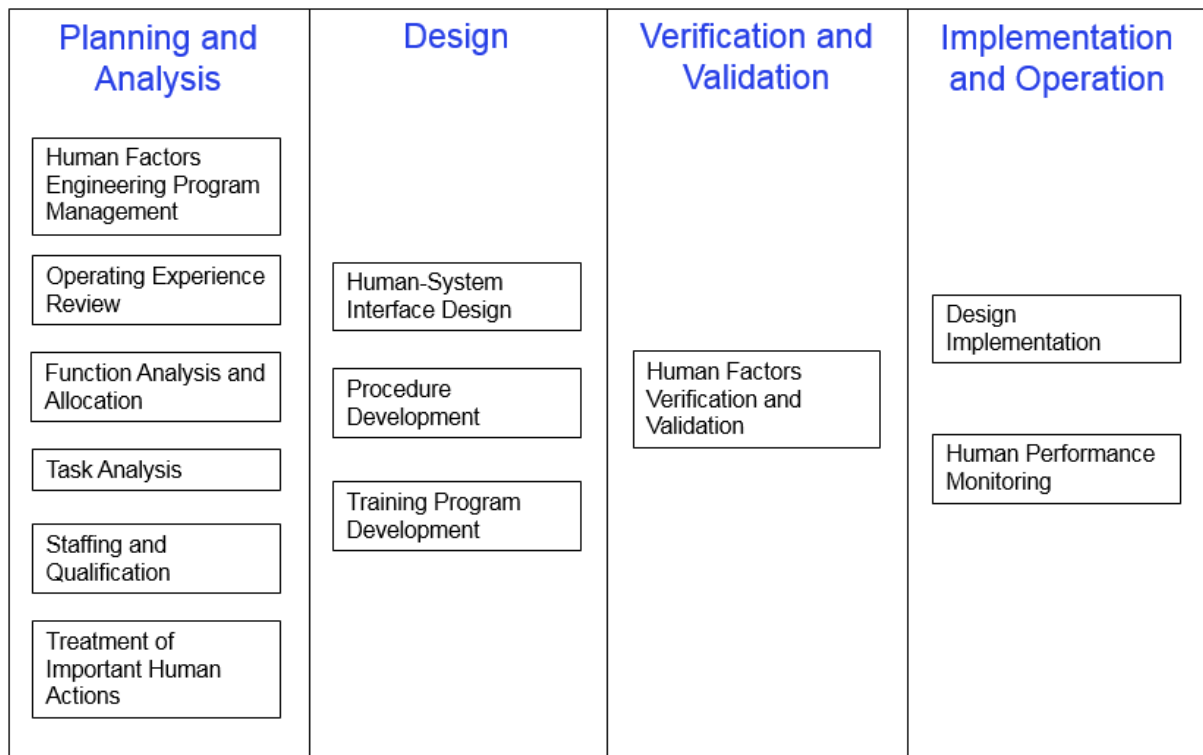 Planning and
Analysis
Human Factors
Engineering Program
Management
Operating Experience
Review
Function Analysis and
Allocation
Task Analysis
Staffing and
Qualification
Treatment of
Important Human
Actions
Design
Human-System
Interface Design
Procedure
Development
Training Program
Development
Verification and
Validation
Human Factors
Verification and
Validation
Implementation
and Operation
Design
Implementation
Human Performance
Monitoring